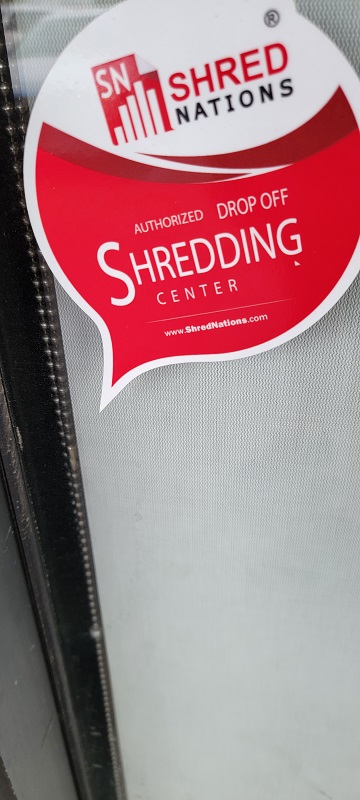 ®
SN SHRED
NATIONS
AUTHORIZED DROP OFF
SHREDDING
CENTER
www.ShredNations.com